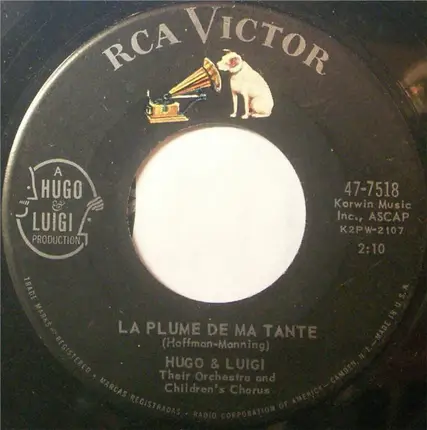 RCA VICTOR
A
HUGO
&
LUIGI
PRODUCTION
47-7518
Korwin Music
Inc., ASCAP
K2PW-2107
2:10
LA PLUME DE MA TANTE
(Hoffman-Manning)
HUGO & LUIGI
Their Orchestra and
Children's Chorus
TRADE MARKS® - REGISTERED • MARCAS REGISTRADAS - RADIO CORPORATION OF AMERICA - CAMDEN, N.J. - MADE IN U.S.A.